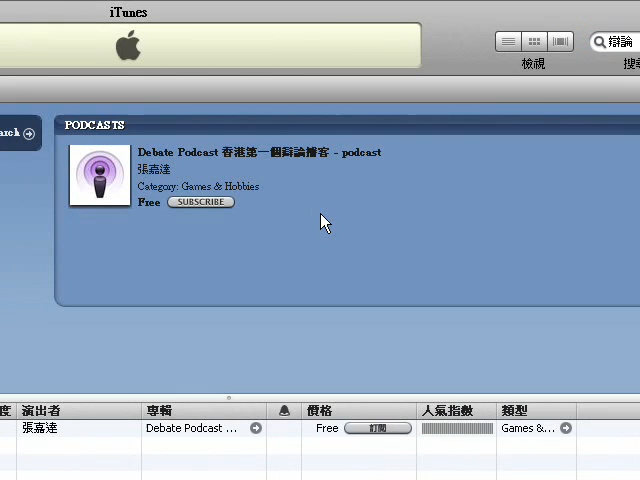 iTunes
辯論
檢視
搜尋
arch
PODCASTS
Debate Podcast 香港第一個辯論播客 - podcast
張嘉達
Category: Games & Hobbies
Free SUBSCRIBE
度 演出者 專輯 價格 人氣指數 類型
張嘉達 Debate Podcast ... Free 訂閱 Games &...